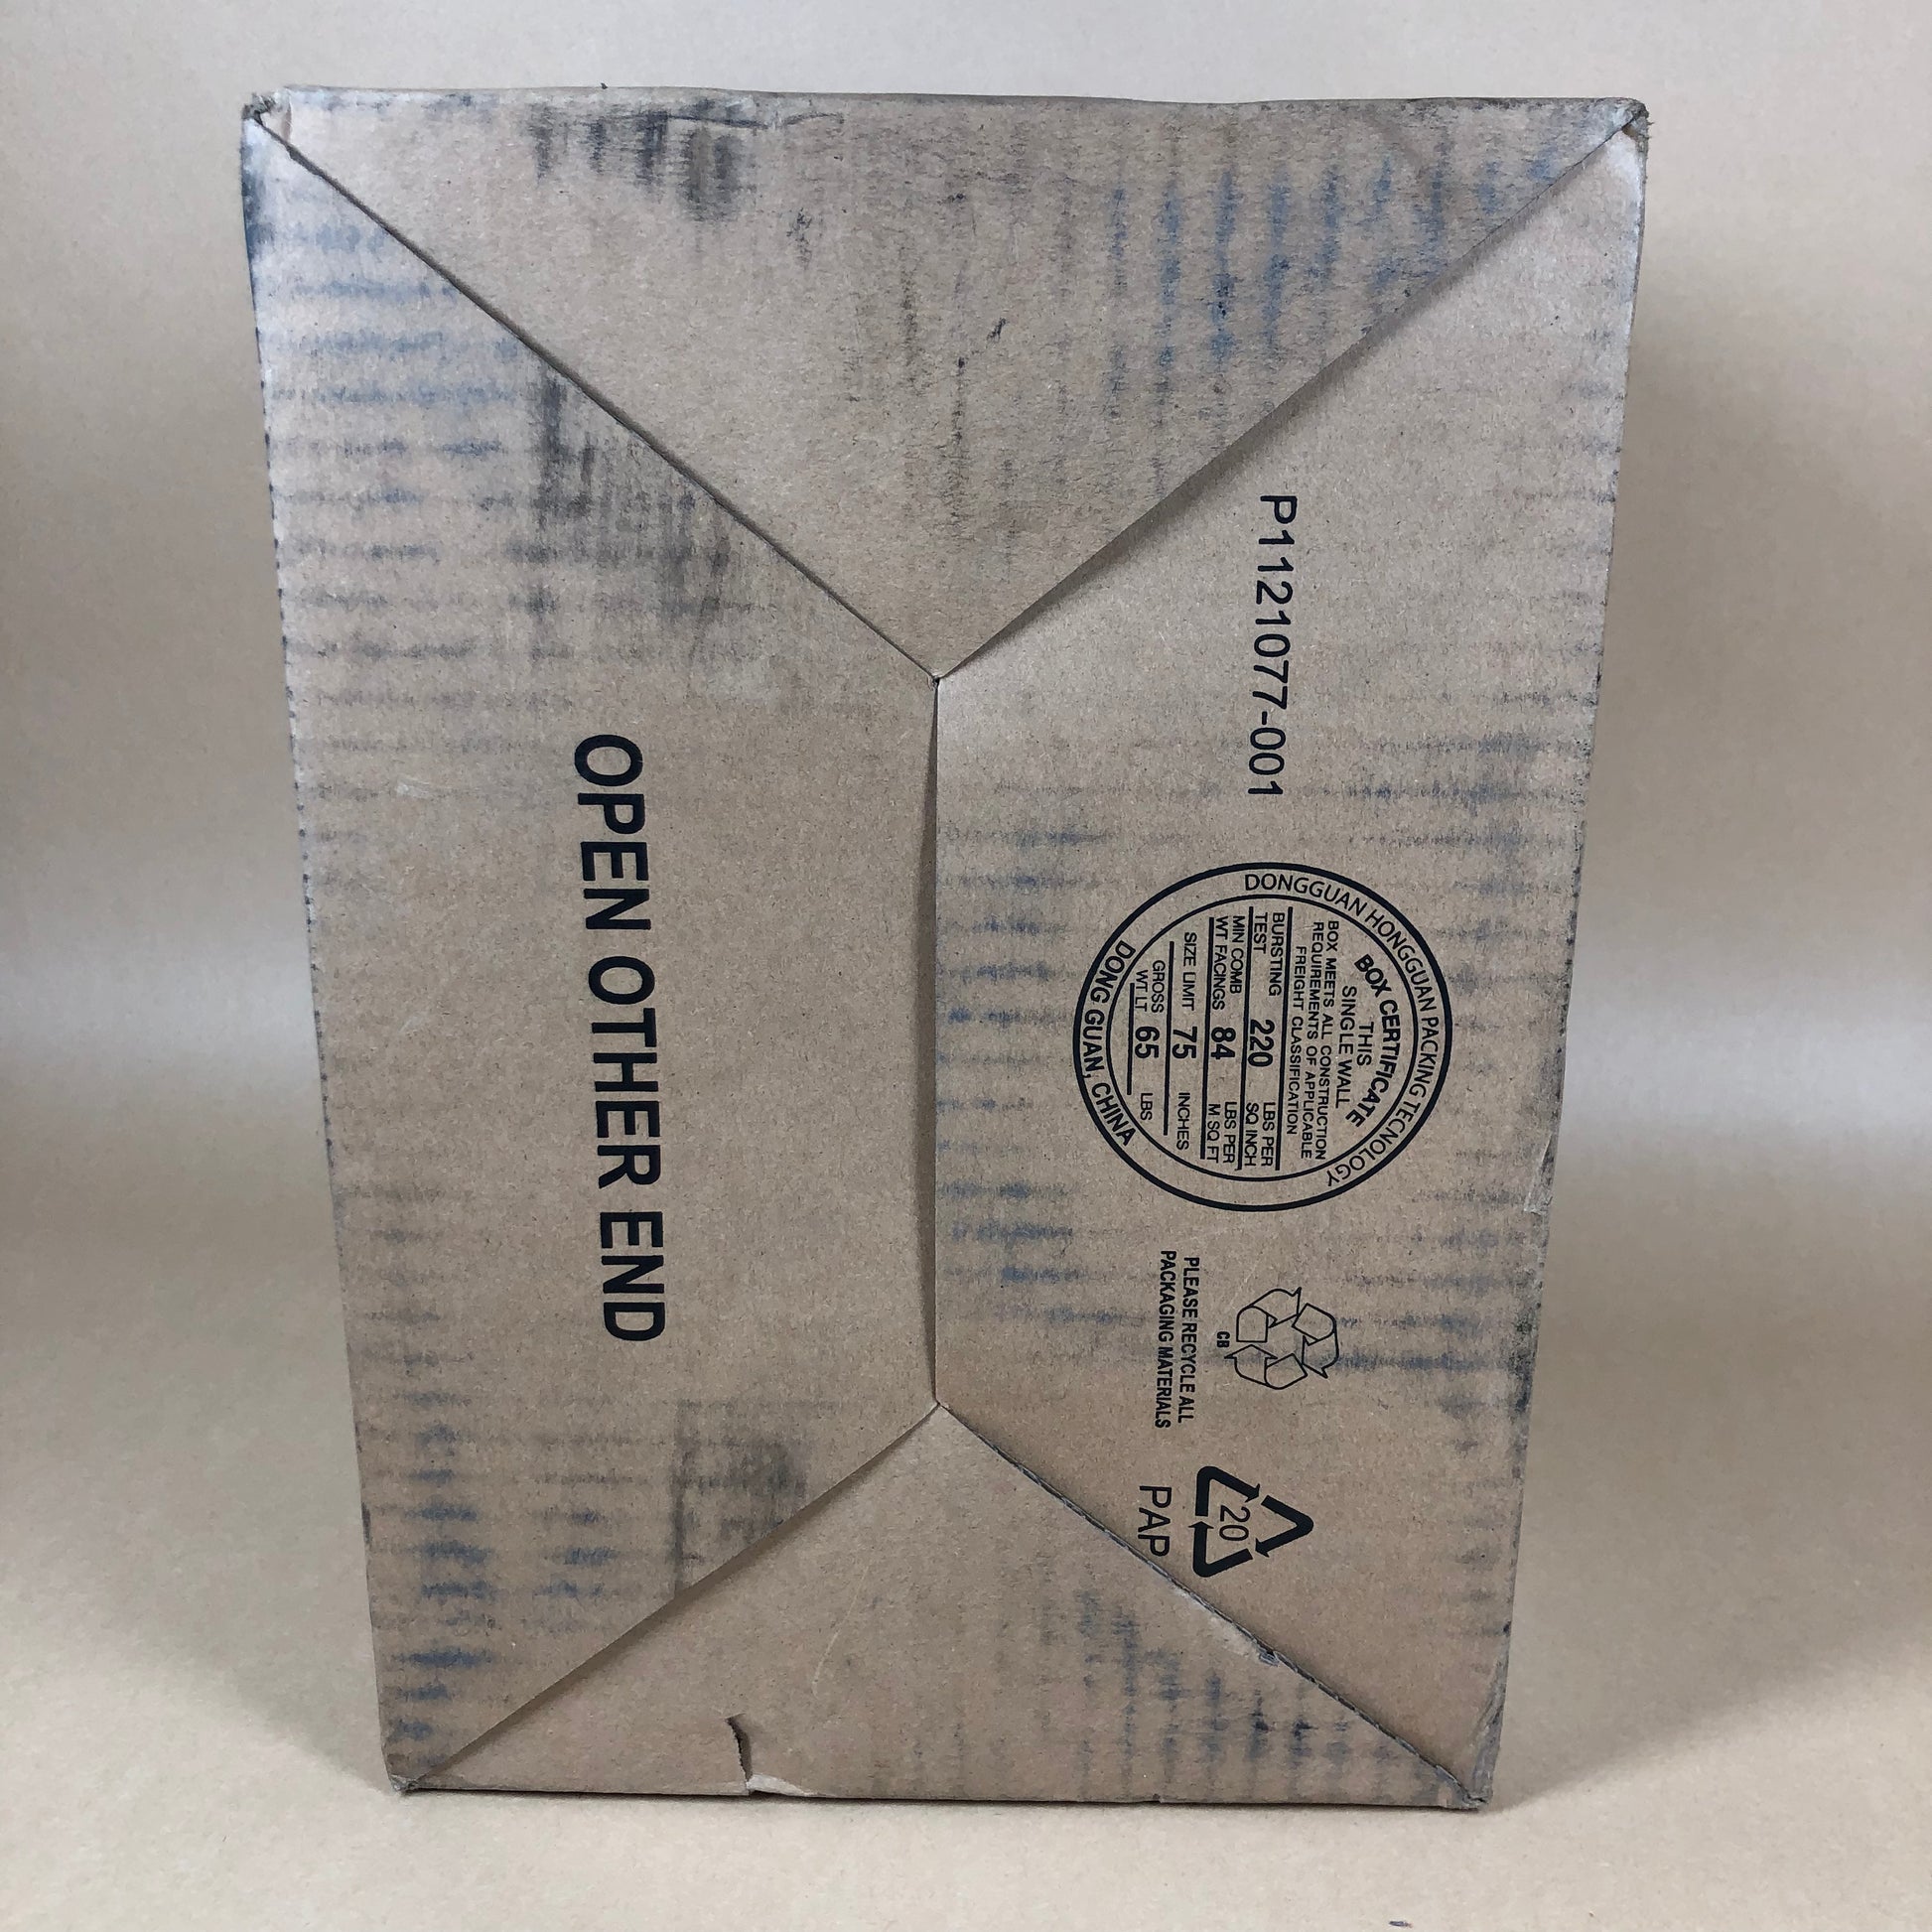 P1121077-001
DONGGUAN HONGGUAN PACKING TECNOLOGY
BOX CERTIFICATE
THIS
SINGLE WALL
BOX MEETS ALL CONSTRUCTION
REQUIREMENTS OF APPLICABLE
FREIGHT CLASSIFICATION
BURSTING TEST 220 LBS PER SQ INCH
MIN COMB WT FACINGS 84 LBS PER M SQ FT
SIZE LIMIT 75 INCHES
GROSS WT LT 65 LBS
DONG GUAN, CHINA
CB
PLEASE RECYCLE ALL
PACKAGING MATERIALS
20
PAP
OPEN OTHER END